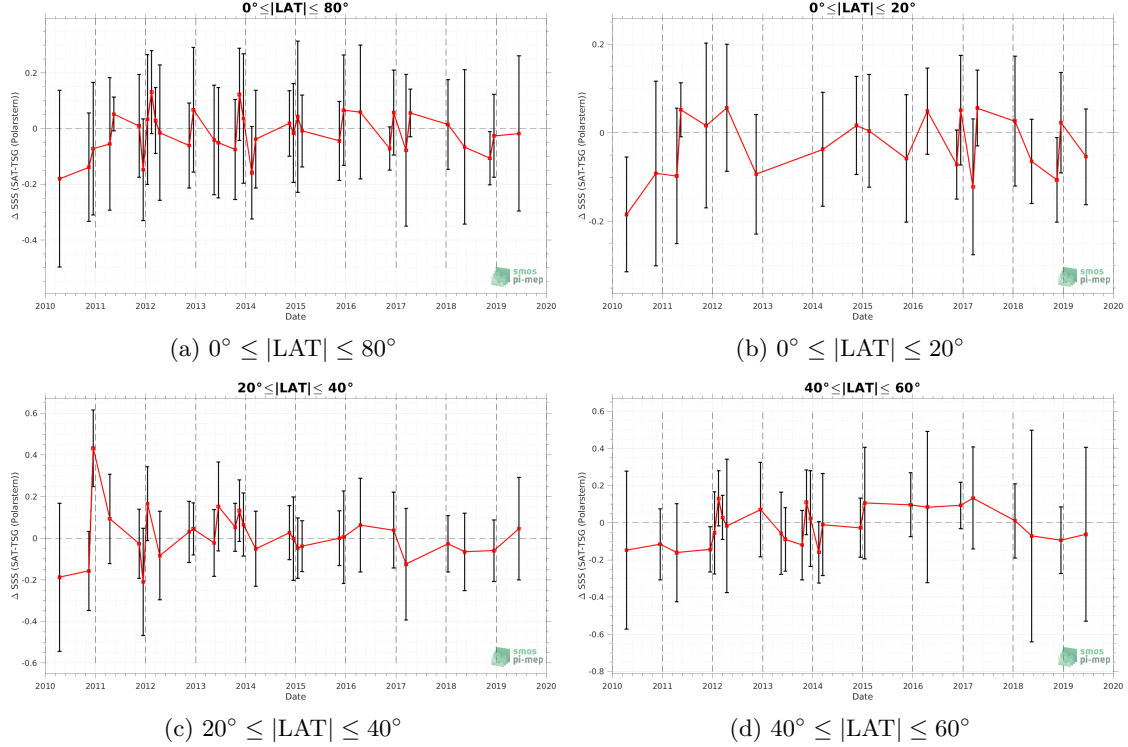 0°≤|LAT|≤ 80°
Δ SSS (SAT-TSG (Polarstern))
0.2
0
-0.2
-0.4
2010 2011 2012 2013 2014 2015 2016 2017 2018 2019 2020
Date
smos
pi-mep
(a) 0° ≤ |LAT| ≤ 80°
0°≤|LAT|≤ 20°
Δ SSS (SAT-TSG (Polarstern))
0.2
0
-0.2
2010 2011 2012 2013 2014 2015 2016 2017 2018 2019 2020
Date
smos
pi-mep
(b) 0° ≤ |LAT| ≤ 20°
20°≤|LAT|≤ 40°
Δ SSS (SAT-TSG (Polarstern))
0.6
0.4
0.2
0
-0.2
-0.4
-0.6
2010 2011 2012 2013 2014 2015 2016 2017 2018 2019 2020
Date
smos
pi-mep
(c) 20° ≤ |LAT| ≤ 40°
40°≤|LAT|≤ 60°
Δ SSS (SAT-TSG (Polarstern))
0.6
0.4
0.2
0
-0.2
-0.4
-0.6
-0.8
2010 2011 2012 2013 2014 2015 2016 2017 2018 2019 2020
Date
smos
pi-mep
(d) 40° ≤ |LAT| ≤ 60°